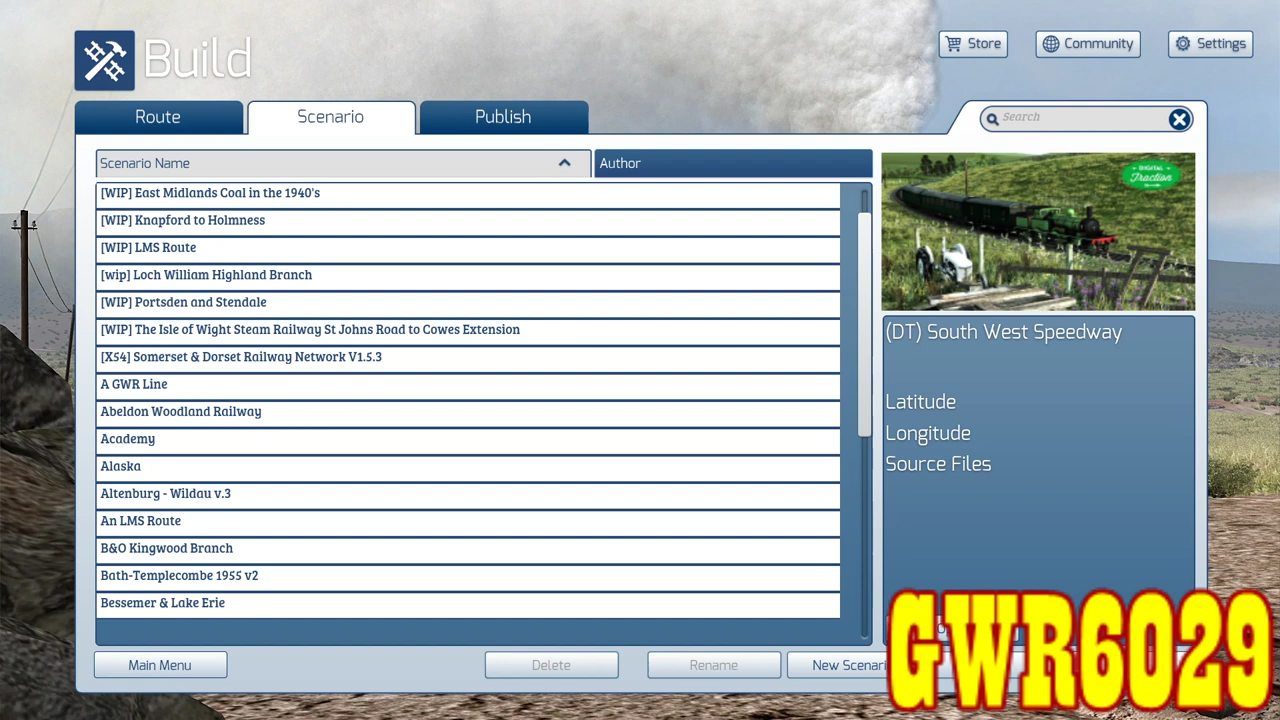 Build
Store
Community
Settings
Route
Scenario
Publish
Search
Scenario Name
Author
[WIP] East Midlands Coal in the 1940's
[WIP] Knapford to Holmness
[WIP] LMS Route
[wip] Loch William Highland Branch
[WIP] Portsden and Stendale
[WIP] The Isle of Wight Steam Railway St Johns Road to Cowes Extension
[X54] Somerset & Dorset Railway Network V1.5.3
A GWR Line
Abeldon Woodland Railway
Academy
Alaska
Altenburg - Wildau v.3
An LMS Route
B&O Kingwood Branch
Bath-Templecombe 1955 v2
Bessemer & Lake Erie
DIGITAL
Traction
(DT) South West Speedway
Latitude
Longitude
Source Files
Main Menu
Delete
Rename
New Scenari
GWR6029